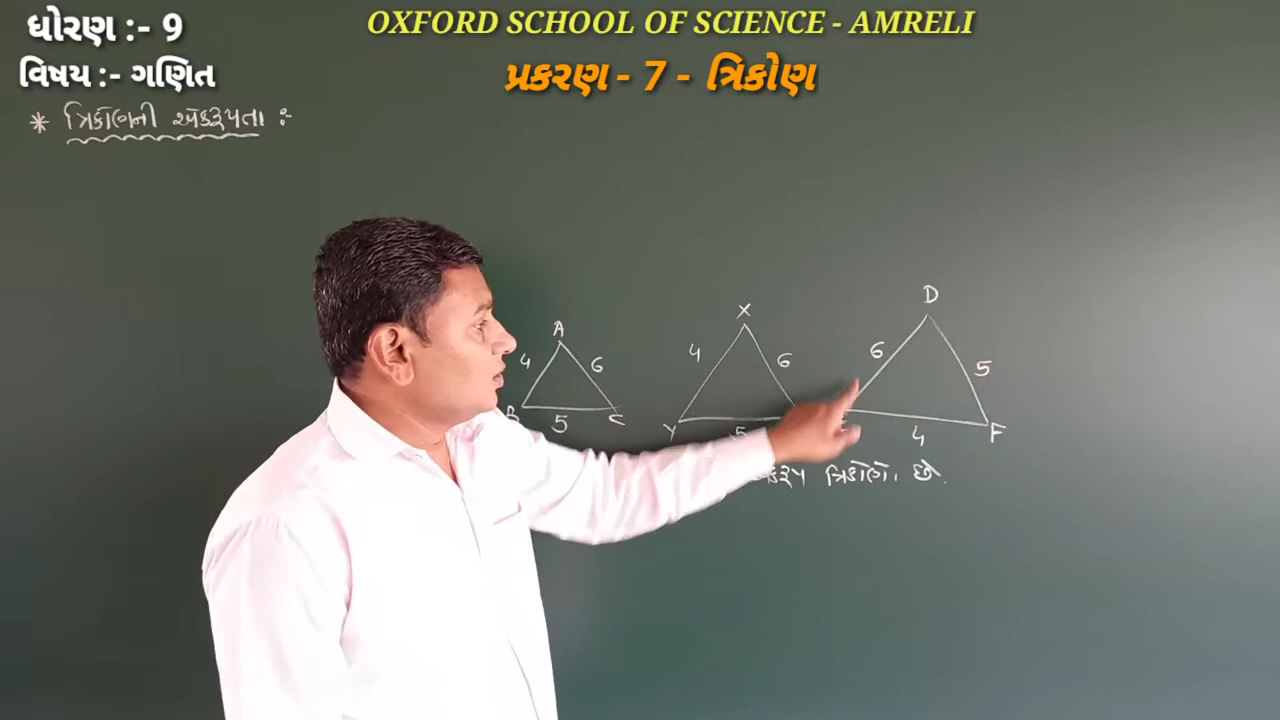 ધોરણ :- 9
OXFORD SCHOOL OF SCIENCE - AMRELI
વિષય :- ગણિત
પ્રકરણ - 7 - ત્રિકોણ
* ત્રિકોણની એકરૂપતા :-
A
4 6
B C
5
X
4 6
Y
5
D
6 5
F
4
ત્રિકોણો છે.